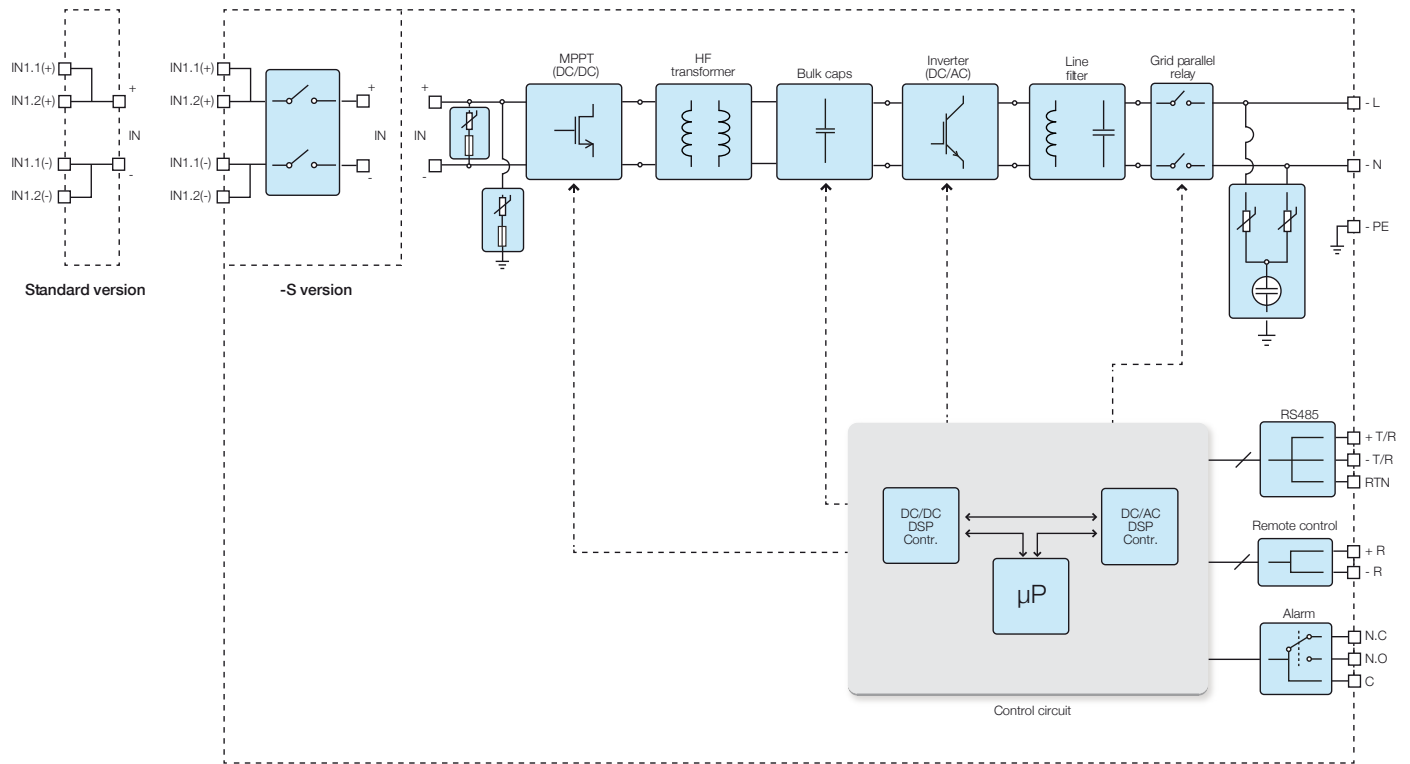 IN1.1(+)
IN1.2(+)
IN1.1(-)
IN1.2(-)
+
IN
-
Standard version
IN1.1(+)
IN1.2(+)
IN1.1(-)
IN1.2(-)
+
IN
-
-S version
+
IN
-
MPPT
(DC/DC)
HF
transformer
Bulk caps
Inverter
(DC/AC)
Line
filter
Grid parallel
relay
- L
- N
- PE
DC/DC
DSP
Contr.
DC/AC
DSP
Contr.
µP
Control circuit
RS485
+ T/R
- T/R
RTN
Remote control
+ R
- R
Alarm
N.C
N.O
C